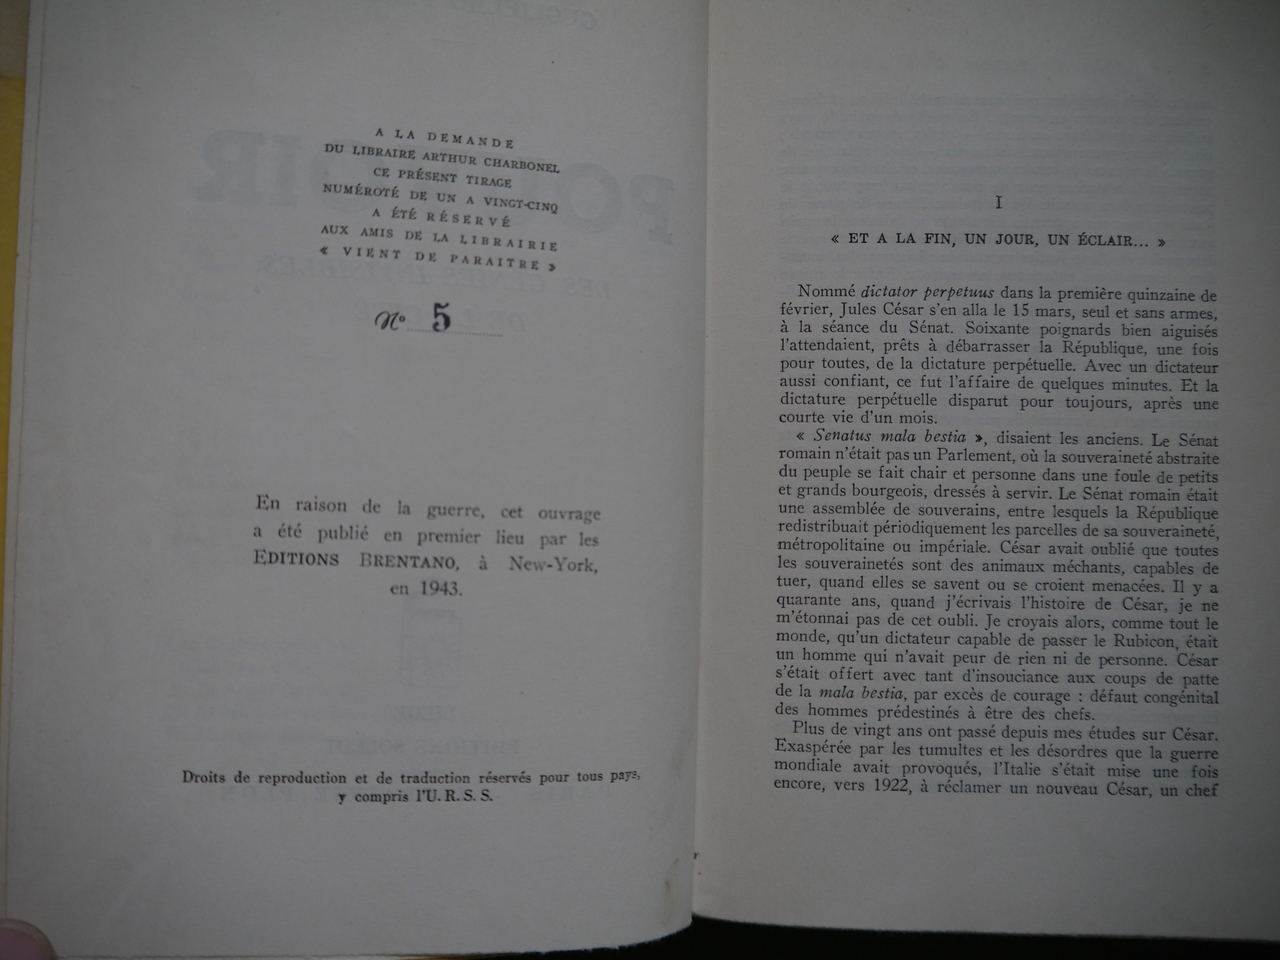 A LA DEMANDE
DU LIBRAIRE ARTHUR CHARBONEL
CE PRÉSENT TIRAGE
NUMÉROTÉ DE UN A VINGT-CINQ
A ÉTÉ RÉSERVÉ
AUX AMIS DE LA LIBRAIRIE
« VIENT DE PARAITRE »
N° 5
En raison de la guerre, cet ouvrage
a été publié en premier lieu par les
EDITIONS BRENTANO, à New-York,
en 1943.
Droits de reproduction et de traduction réservés pour tous pays,
y compris l'U. R. S. S.
I
« ET A LA FIN, UN JOUR, UN ÉCLAIR... »
Nommé dictator perpetuus dans la première quinzaine de
février, Jules César s'en alla le 15 mars, seul et sans armes,
à la séance du Sénat. Soixante poignards bien aiguisés
l'attendaient, prêts à débarrasser la République, une fois
pour toutes, de la dictature perpétuelle. Avec un dictateur
aussi confiant, ce fut l'affaire de quelques minutes. Et la
dictature perpétuelle disparut pour toujours, après une
courte vie d'un mois.
« Senatus mala bestia », disaient les anciens. Le Sénat
romain n'était pas un Parlement, où la souveraineté abstraite
du peuple se fait chair et personne dans une foule de petits
et grands bourgeois, dressés à servir. Le Sénat romain était
une assemblée de souverains, entre lesquels la République
redistribuait périodiquement les parcelles de sa souveraineté,
métropolitaine ou impériale. César avait oublié que toutes
les souverainetés sont des animaux méchants, capables de
tuer, quand elles se savent ou se croient menacées. Il y a
quarante ans, quand j'écrivais l'histoire de César, je ne
m'étonnai pas de cet oubli. Je croyais alors, comme tout le
monde, qu'un dictateur capable de passer le Rubicon, était
un homme qui n'avait peur de rien ni de personne. César
s'était offert avec tant d'insouciance aux coups de patte
de la mala bestia, par excès de courage : défaut congénital
des hommes prédestinés à être des chefs.
Plus de vingt ans ont passé depuis mes études sur César.
Exaspérée par les tumultes et les désordres que la guerre
mondiale avait provoqués, l'Italie s'était mise une fois
encore, vers 1922, à réclamer un nouveau César, un chef